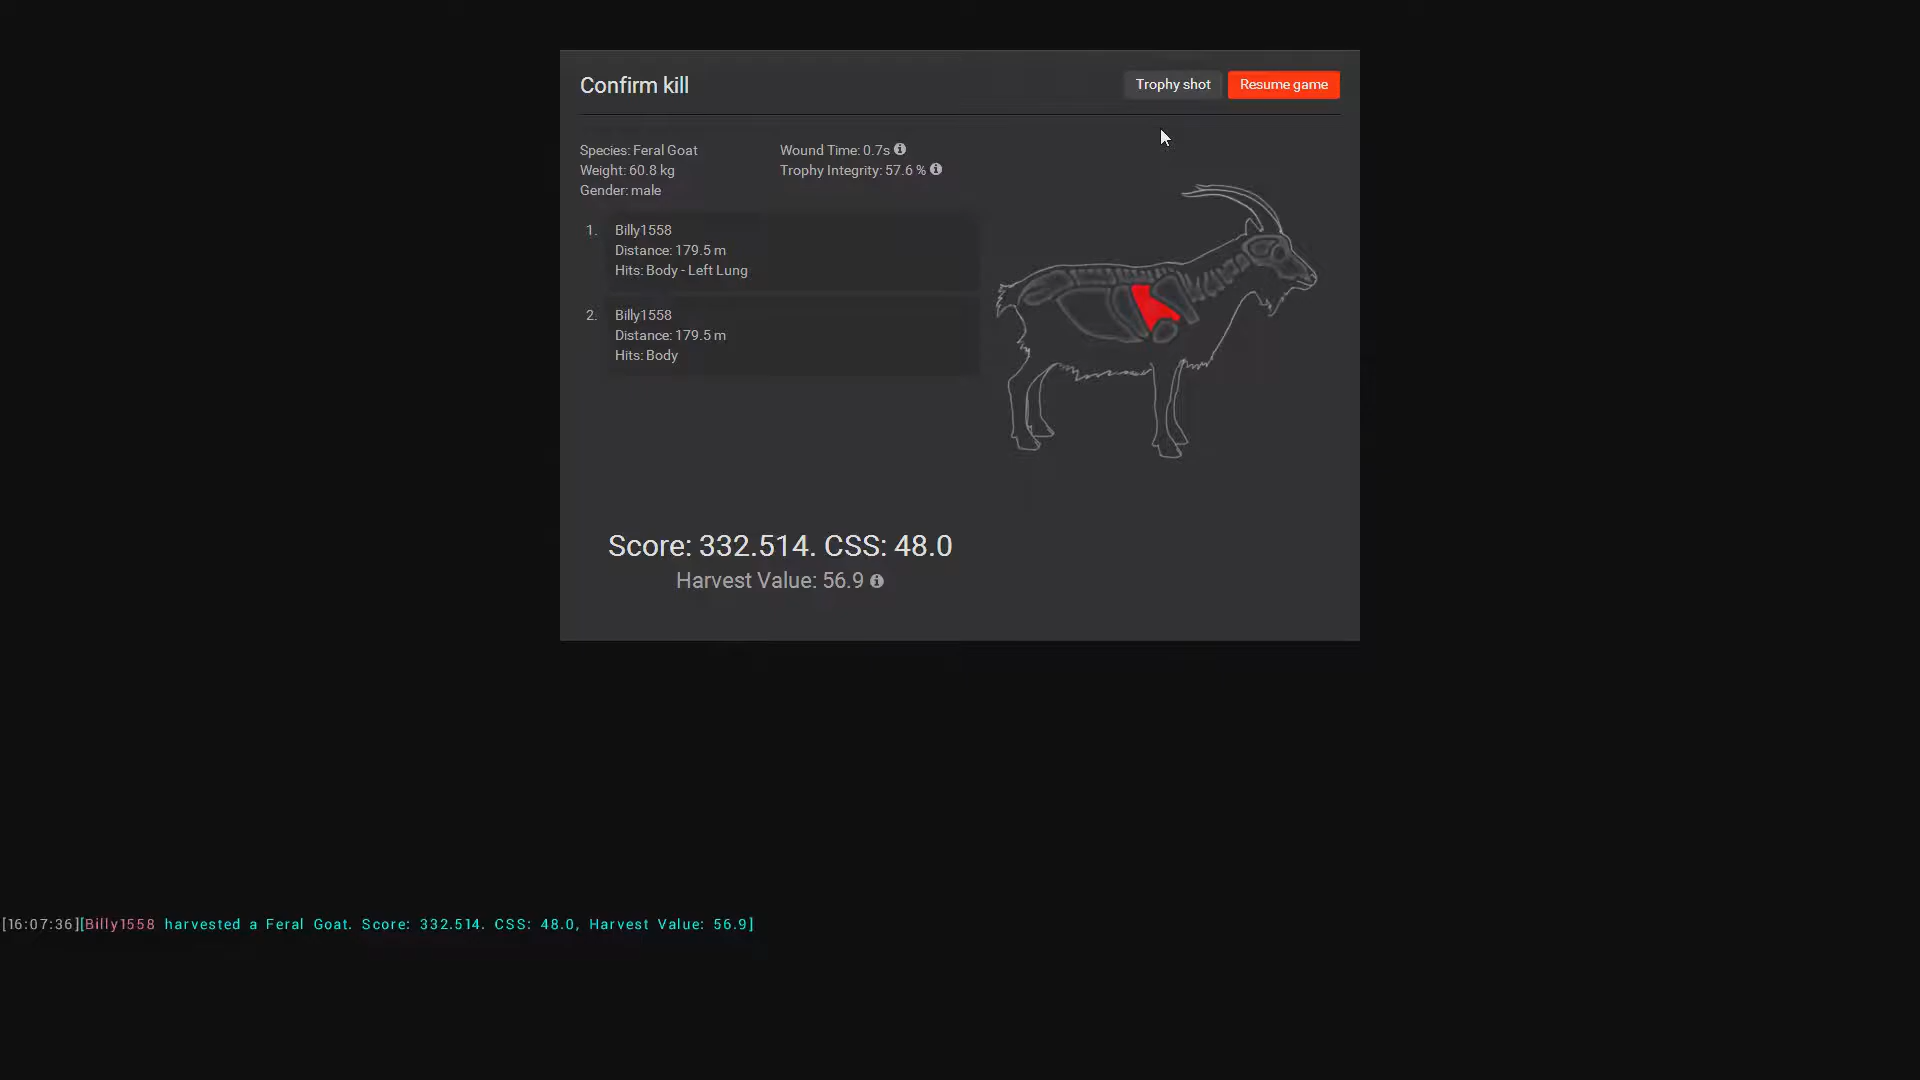 Confirm kill
Trophy shot
Resume game
Species: Feral Goat
Weight: 60.8 kg
Gender: male
Wound Time: 0.7s
Trophy Integrity: 57.6 %
1. Billy1558
Distance: 179.5 m
Hits: Body - Left Lung
2. Billy1558
Distance: 179.5 m
Hits: Body
Score: 332.514. CSS: 48.0
Harvest Value: 56.9
[16:07:36][Billy1558 harvested a Feral Goat. Score: 332.514. CSS: 48.0, Harvest Value: 56.9]